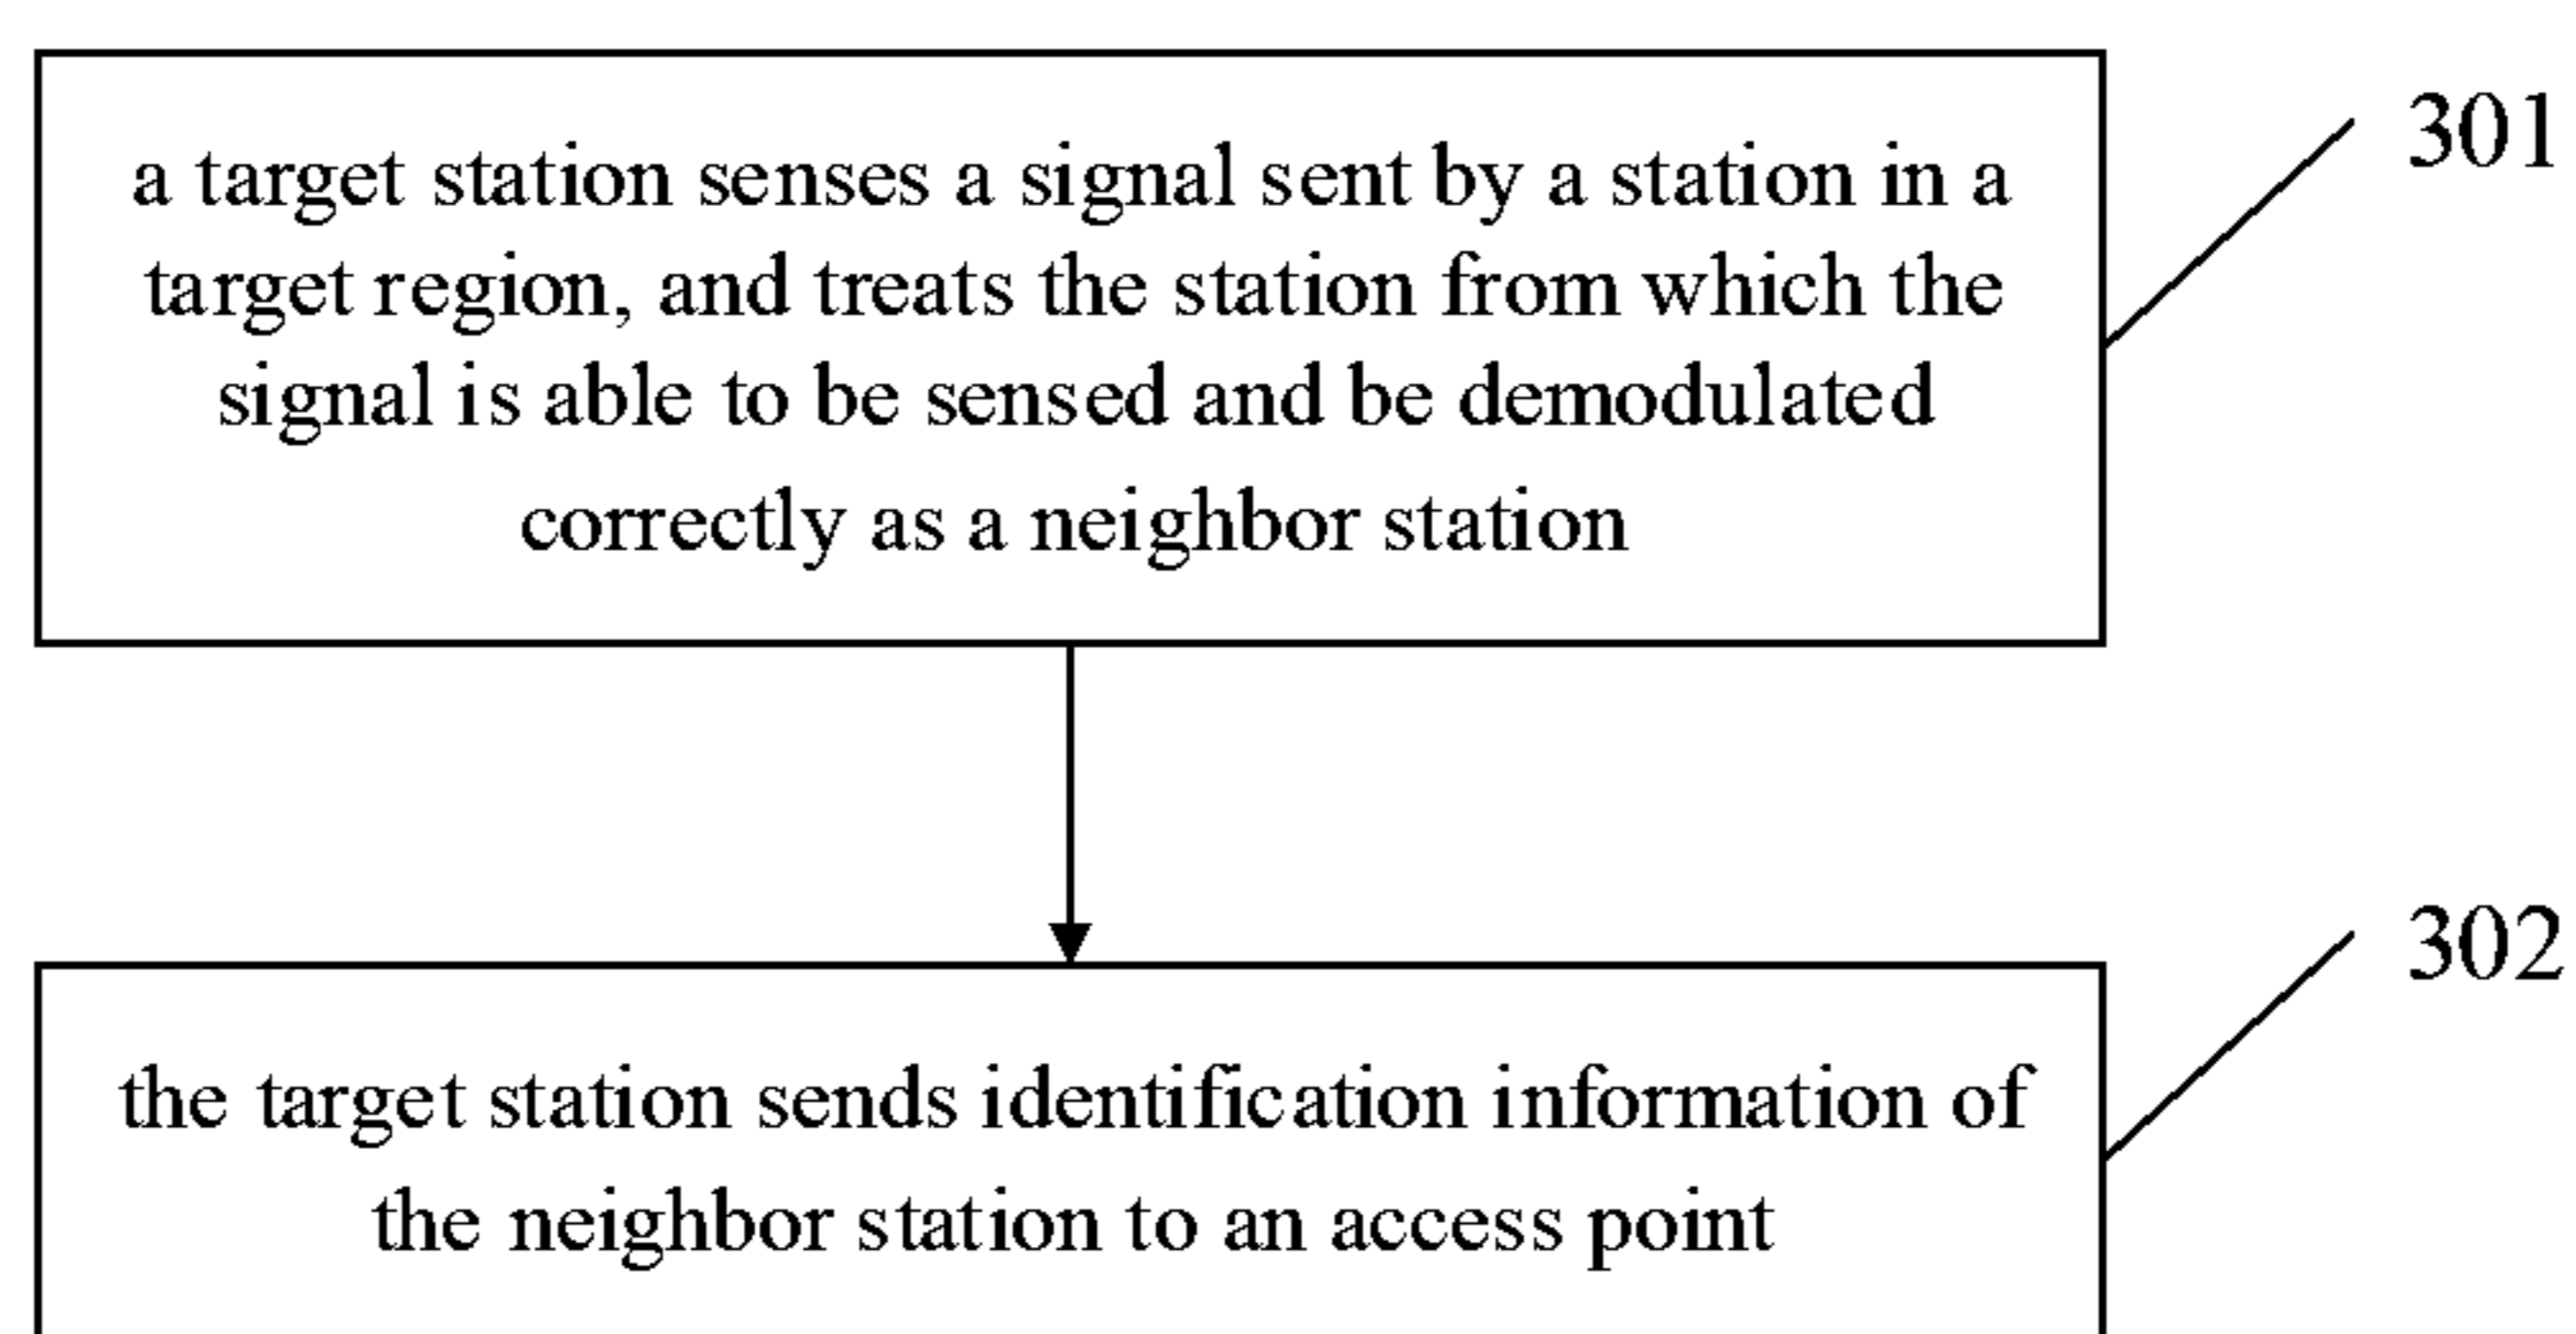 a target station senses a signal sent by a station in a
target region, and treats the station from which the
signal is able to be sensed and be demodulated
correctly as a neighbor station
301
the target station sends identification information of
the neighbor station to an access point
302